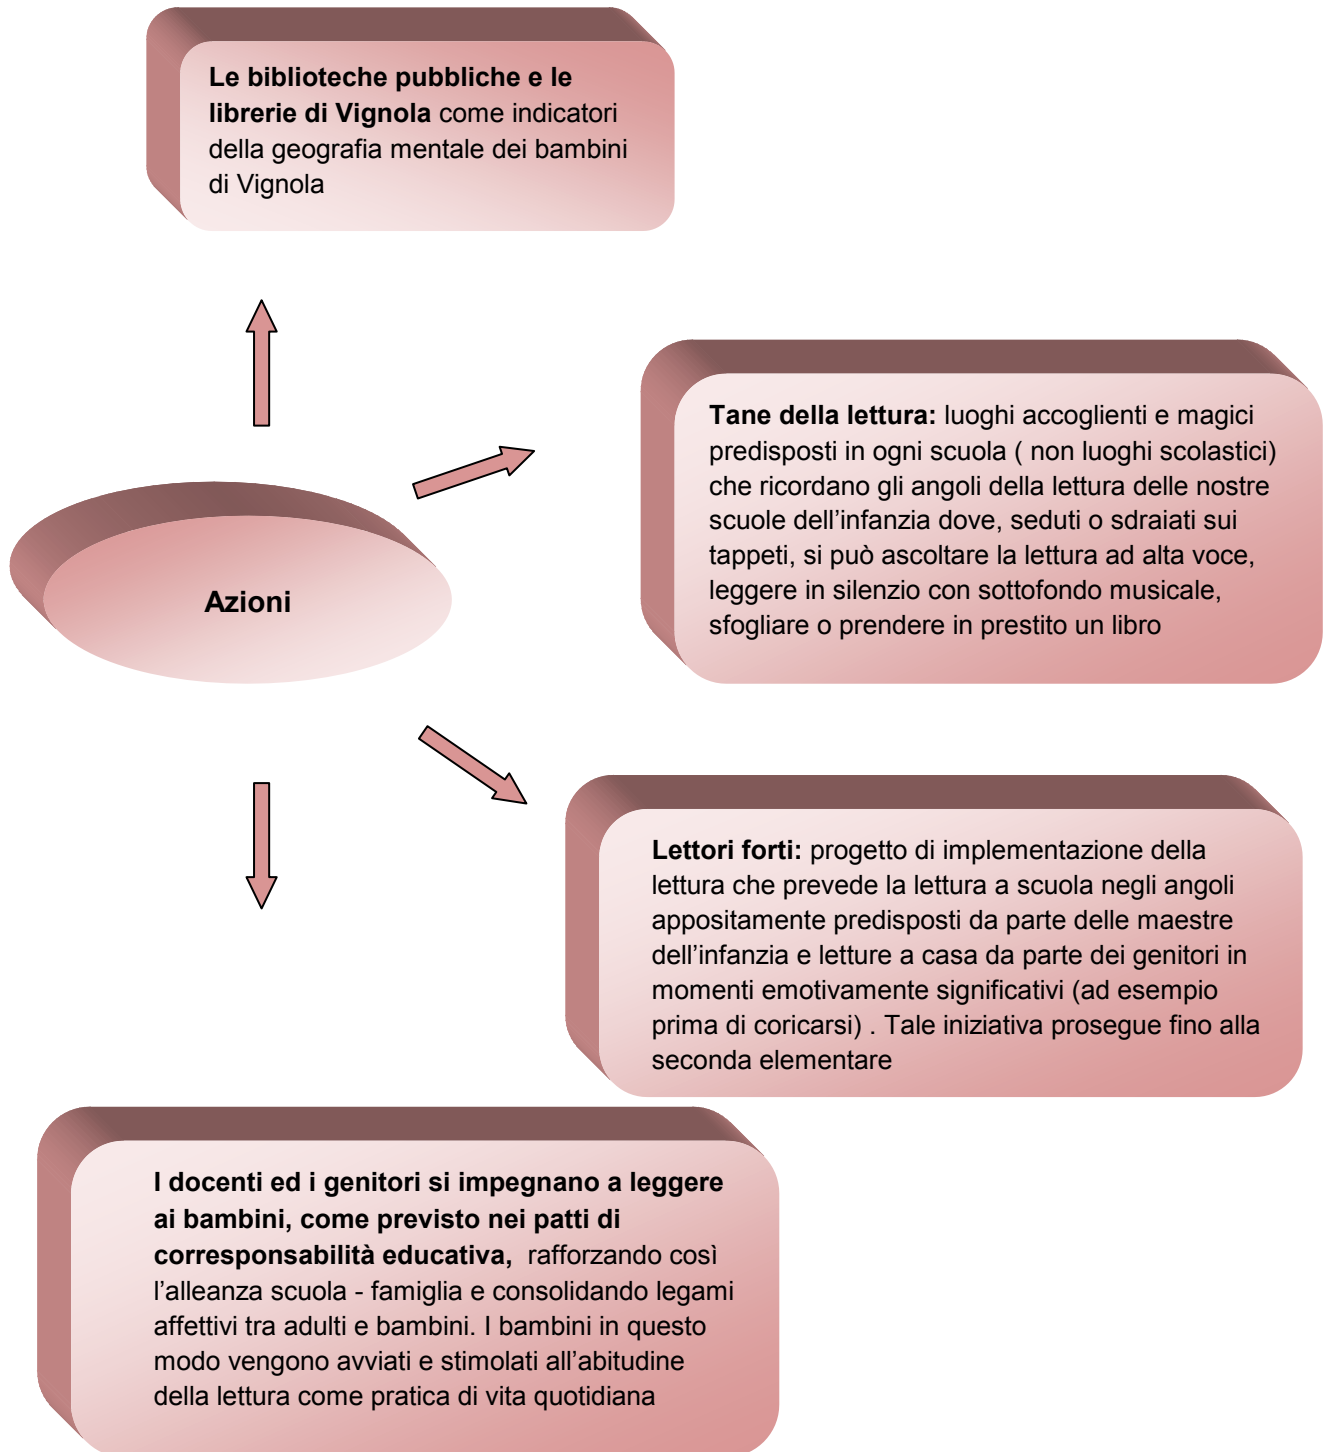 Le biblioteche pubbliche e le
librerie di Vignola come indicatori
della geografia mentale dei bambini
di Vignola
Tane della lettura: luoghi accoglienti e magici
predisposti in ogni scuola ( non luoghi scolastici)
che ricordano gli angoli della lettura delle nostre
scuole dell’infanzia dove, seduti o sdraiati sui
tappeti, si può ascoltare la lettura ad alta voce,
leggere in silenzio con sottofondo musicale,
sfogliare o prendere in prestito un libro
Azioni
Lettori forti: progetto di implementazione della
lettura che prevede la lettura a scuola negli angoli
appositamente predisposti da parte delle maestre
dell’infanzia e letture a casa da parte dei genitori in
momenti emotivamente significativi (ad esempio
prima di coricarsi) . Tale iniziativa prosegue fino alla
seconda elementare
I docenti ed i genitori si impegnano a leggere
ai bambini, come previsto nei patti di
corresponsabilità educativa,  rafforzando così
l’alleanza scuola - famiglia e consolidando legami
affettivi tra adulti e bambini. I bambini in questo
modo vengono avviati e stimolati all’abitudine
della lettura come pratica di vita quotidiana